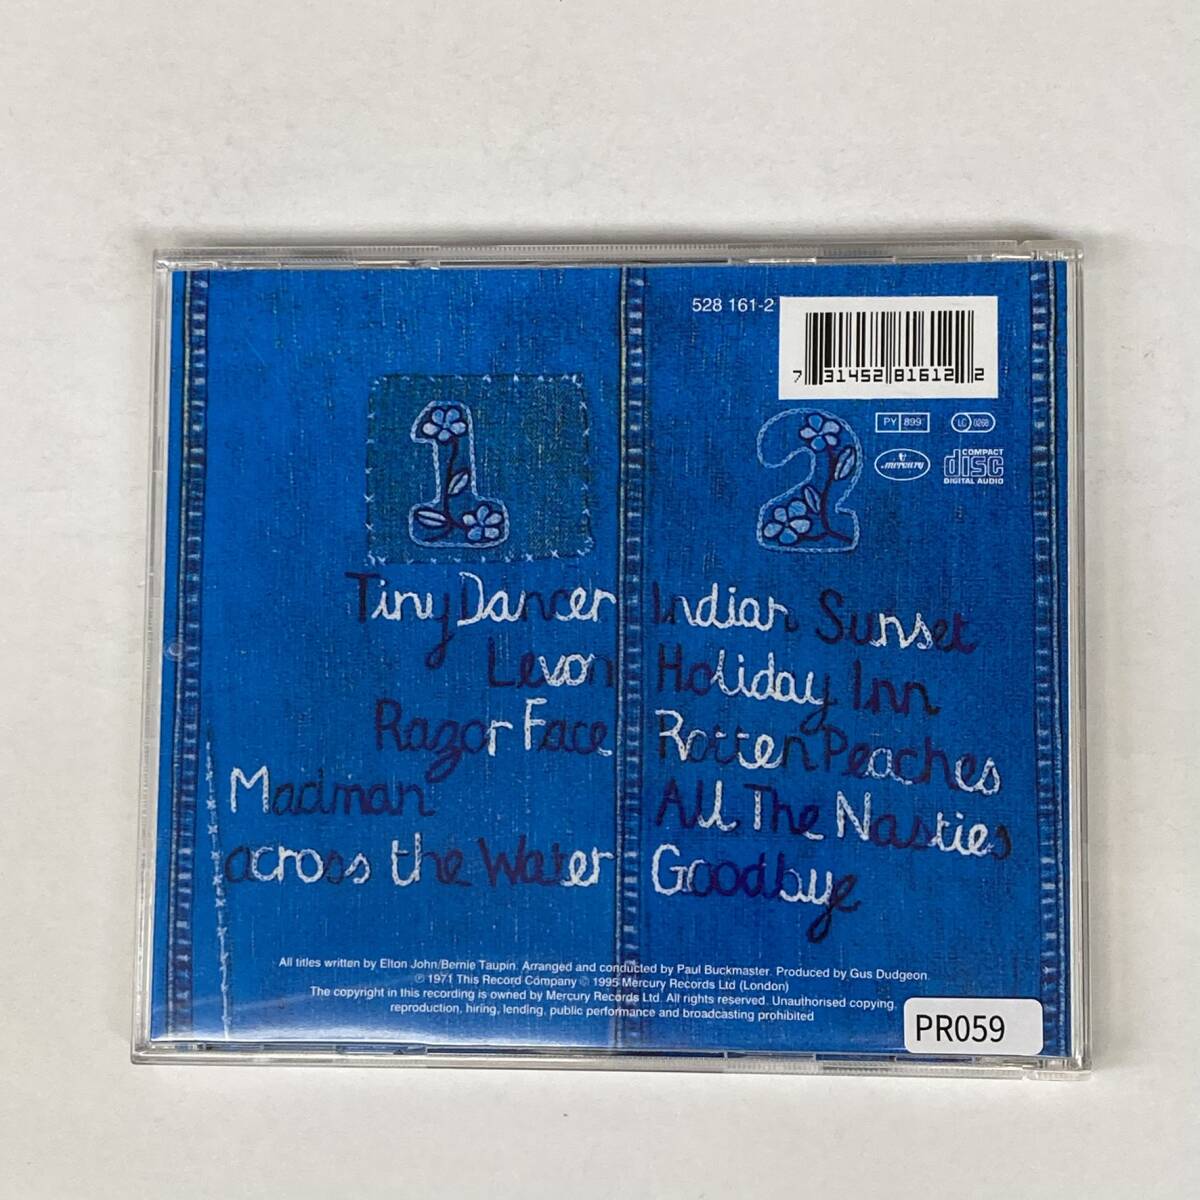 528 161-2
7 31452 81612 2
PY 899
LC 0268
mercury
COMPACT
disc
DIGITAL AUDIO
1
Tiny Dancer
Levon
Razor Face
Madman
across the Water
2
Indian Sunset
Holiday Inn
Rotten Peaches
All The Nasties
Goodbye
All titles written by Elton John/Bernie Taupin. Arranged and conducted by Paul Buckmaster. Produced by Gus Dudgeon.
℗ 1971 This Record Company © 1995 Mercury Records Ltd (London)
The copyright in this recording is owned by Mercury Records Ltd. All rights reserved. Unauthorised copying,
reproduction, hiring, lending, public performance and broadcasting prohibited
PR059